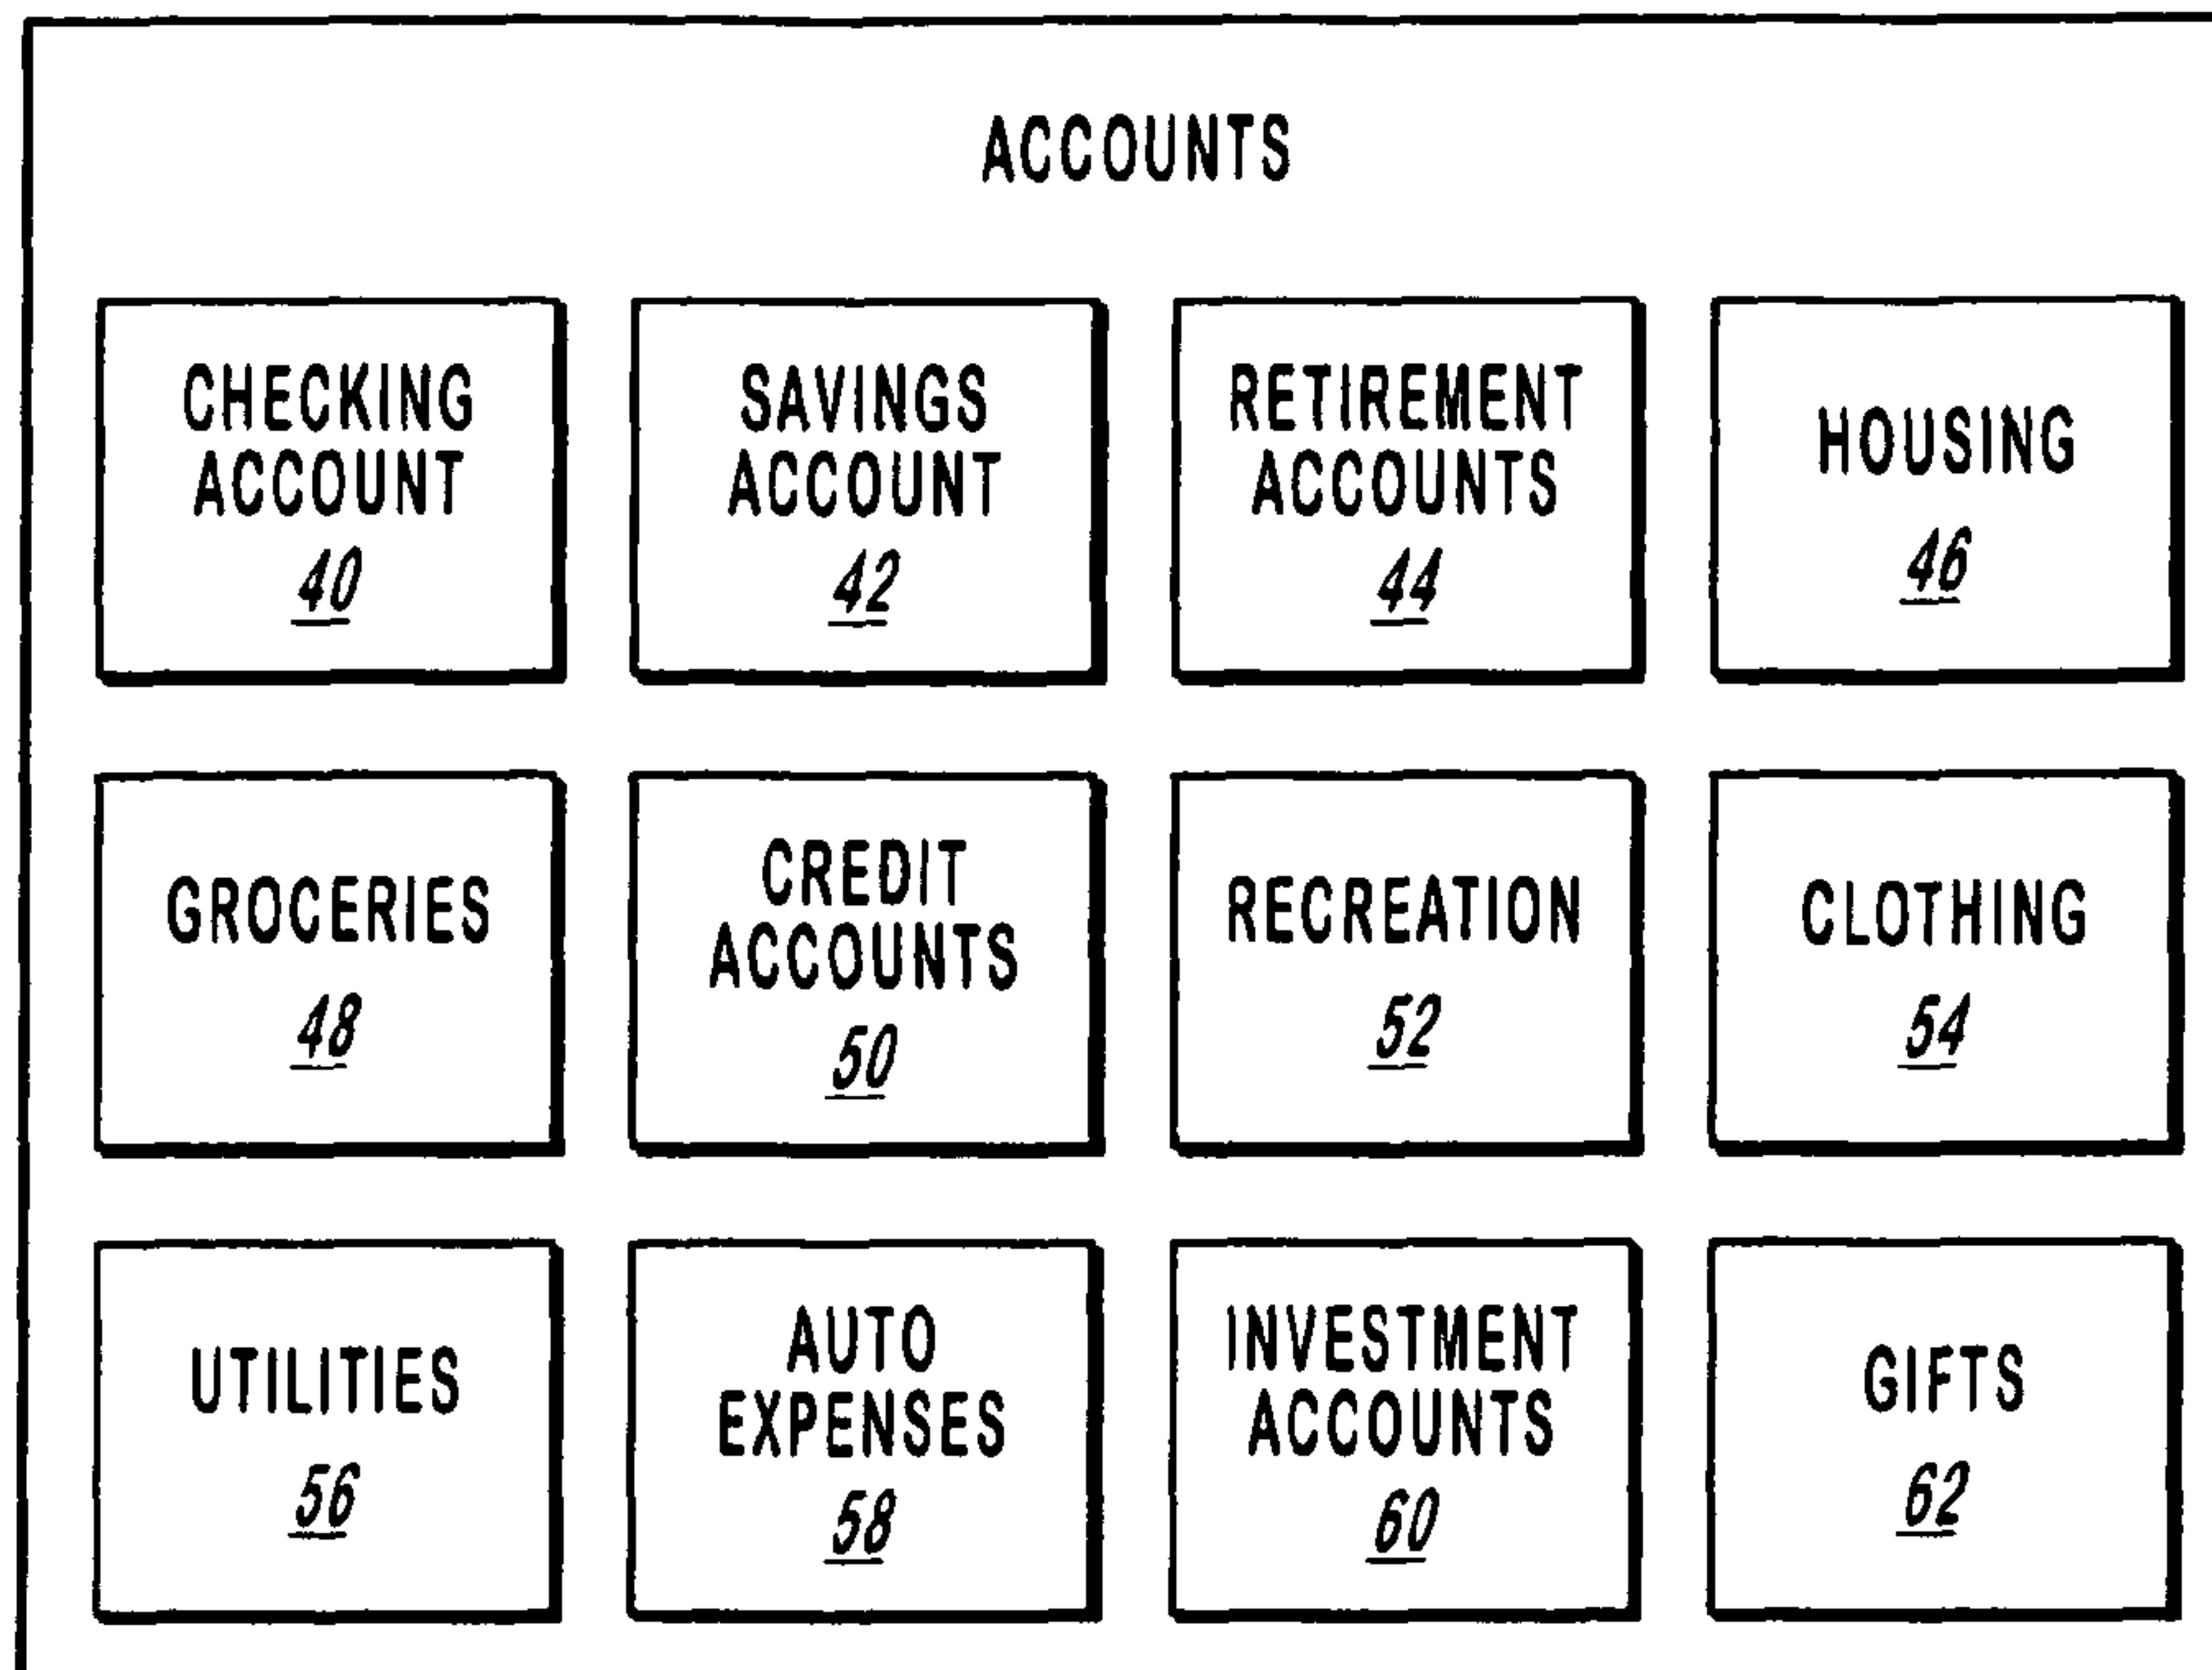 ACCOUNTS
CHECKING
ACCOUNT
40
SAVINGS
ACCOUNT
42
RETIREMENT
ACCOUNTS
44
HOUSING
46
GROCERIES
48
CREDIT
ACCOUNTS
50
RECREATION
52
CLOTHING
54
UTILITIES
56
AUTO
EXPENSES
58
INVESTMENT
ACCOUNTS
60
GIFTS
62